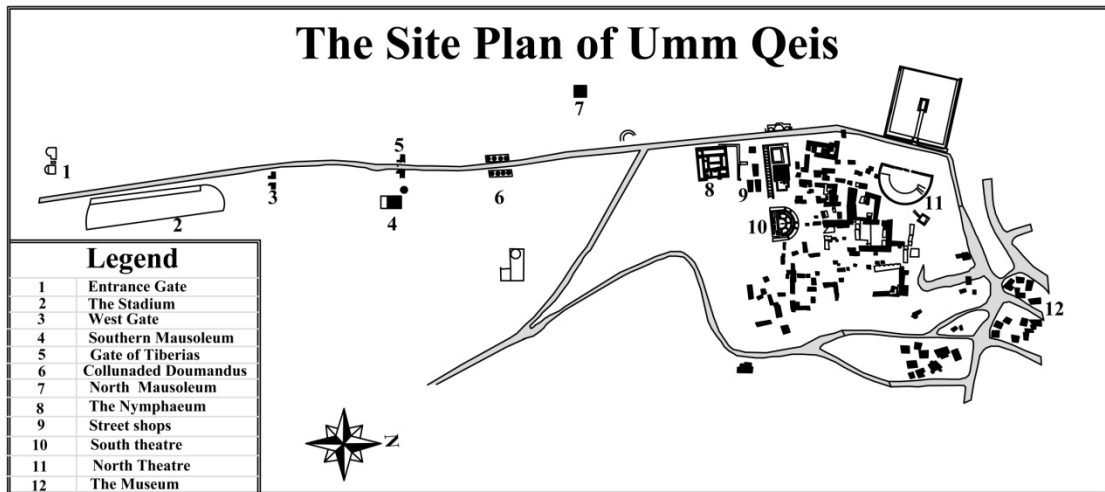 The Site Plan of Umm Qeis
7
5
1
3
8
9
11
6
4
10
2
12
Legend
1 Entrance Gate
2 The Stadium
3 West Gate
4 Southern Mausoleum
5 Gate of Tiberias
6 Collunaded Doumandus
7 North Mausoleum
8 The Nymphaeum
9 Street shops
10 South theatre
11 North Theatre
12 The Museum
N